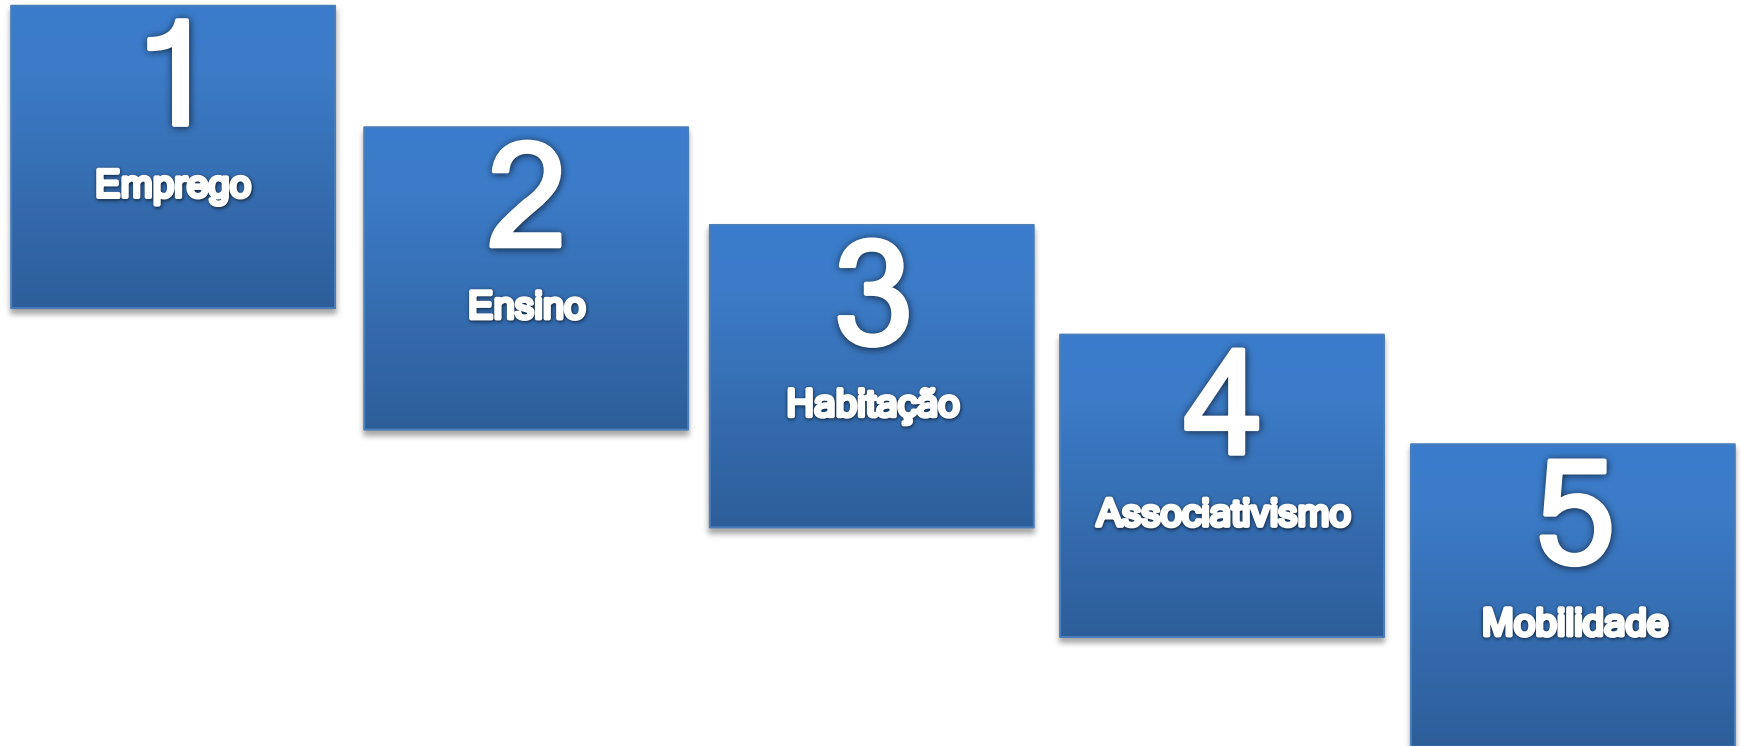 1
Emprego
2
Ensino
3
Habitação
4
Associativismo
5
Mobilidade